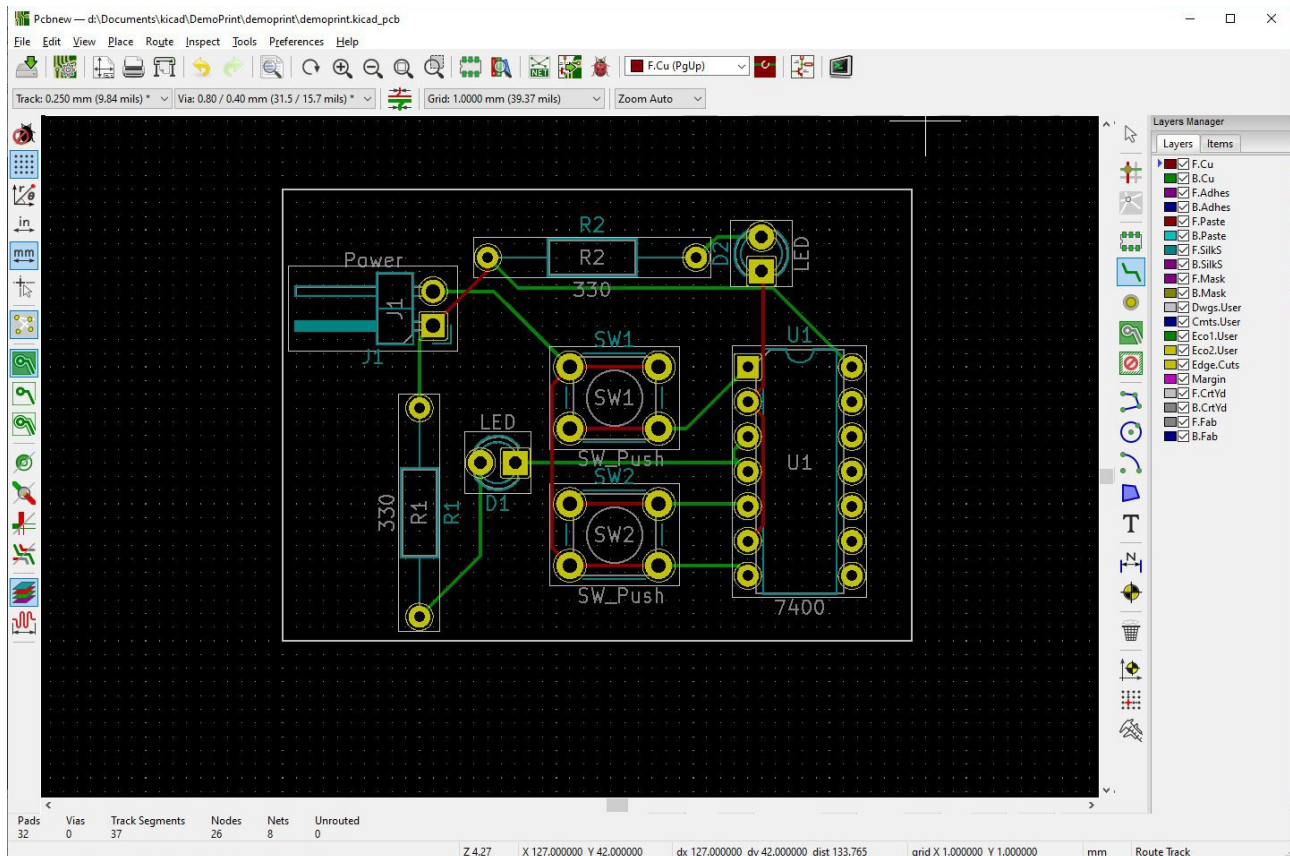 Pcbnew — d:\Documents\kicad\DemoPrint\demoprint\demoprint.kicad_pcb
File Edit View Place Route Inspect Tools Preferences Help
NET
F.Cu (PgUp)
Track: 0.250 mm (9.84 mils) *
Via: 0.80 / 0.40 mm (31.5 / 15.7 mils) *
Grid: 1.0000 mm (39.37 mils)
Zoom Auto
in
mm
Layers Manager
Layers Items
F.Cu
B.Cu
F.Adhes
B.Adhes
F.Paste
B.Paste
F.SilkS
B.SilkS
F.Mask
B.Mask
Dwgs.User
Cmts.User
Eco1.User
Eco2.User
Edge.Cuts
Margin
F.CrtYd
B.CrtYd
F.Fab
B.Fab
T
N
R2
R2
330
D2
LED
Power
J1
J1
SW1
SW1
SW_Push
U1
U1
7400
LED
D1
330
R1
R1
SW2
SW2
SW_Push
Pads Vias Track Segments Nodes Nets Unrouted
32 0 37 26 8 0
Z 4.27 X 127.000000 Y 42.000000 dx 127.000000 dy 42.000000 dist 133.765 grid X 1.000000 Y 1.000000 mm Route Track